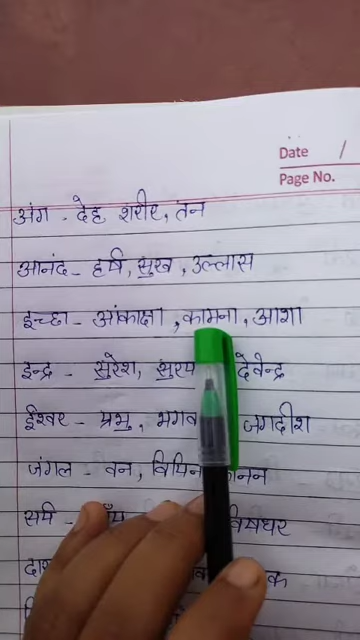 Date /
Page No.
अंग - देह शरीर, तन
आनंद - हर्ष, सुख, उल्लास
इच्छा - आंकाक्षा, कामना, आशा
इन्द्र - सुरेश, देवेन्द्र
ईश्वर - प्रभु, जगदीश
जंगल - वन, विपिन
सर्प - विषधर